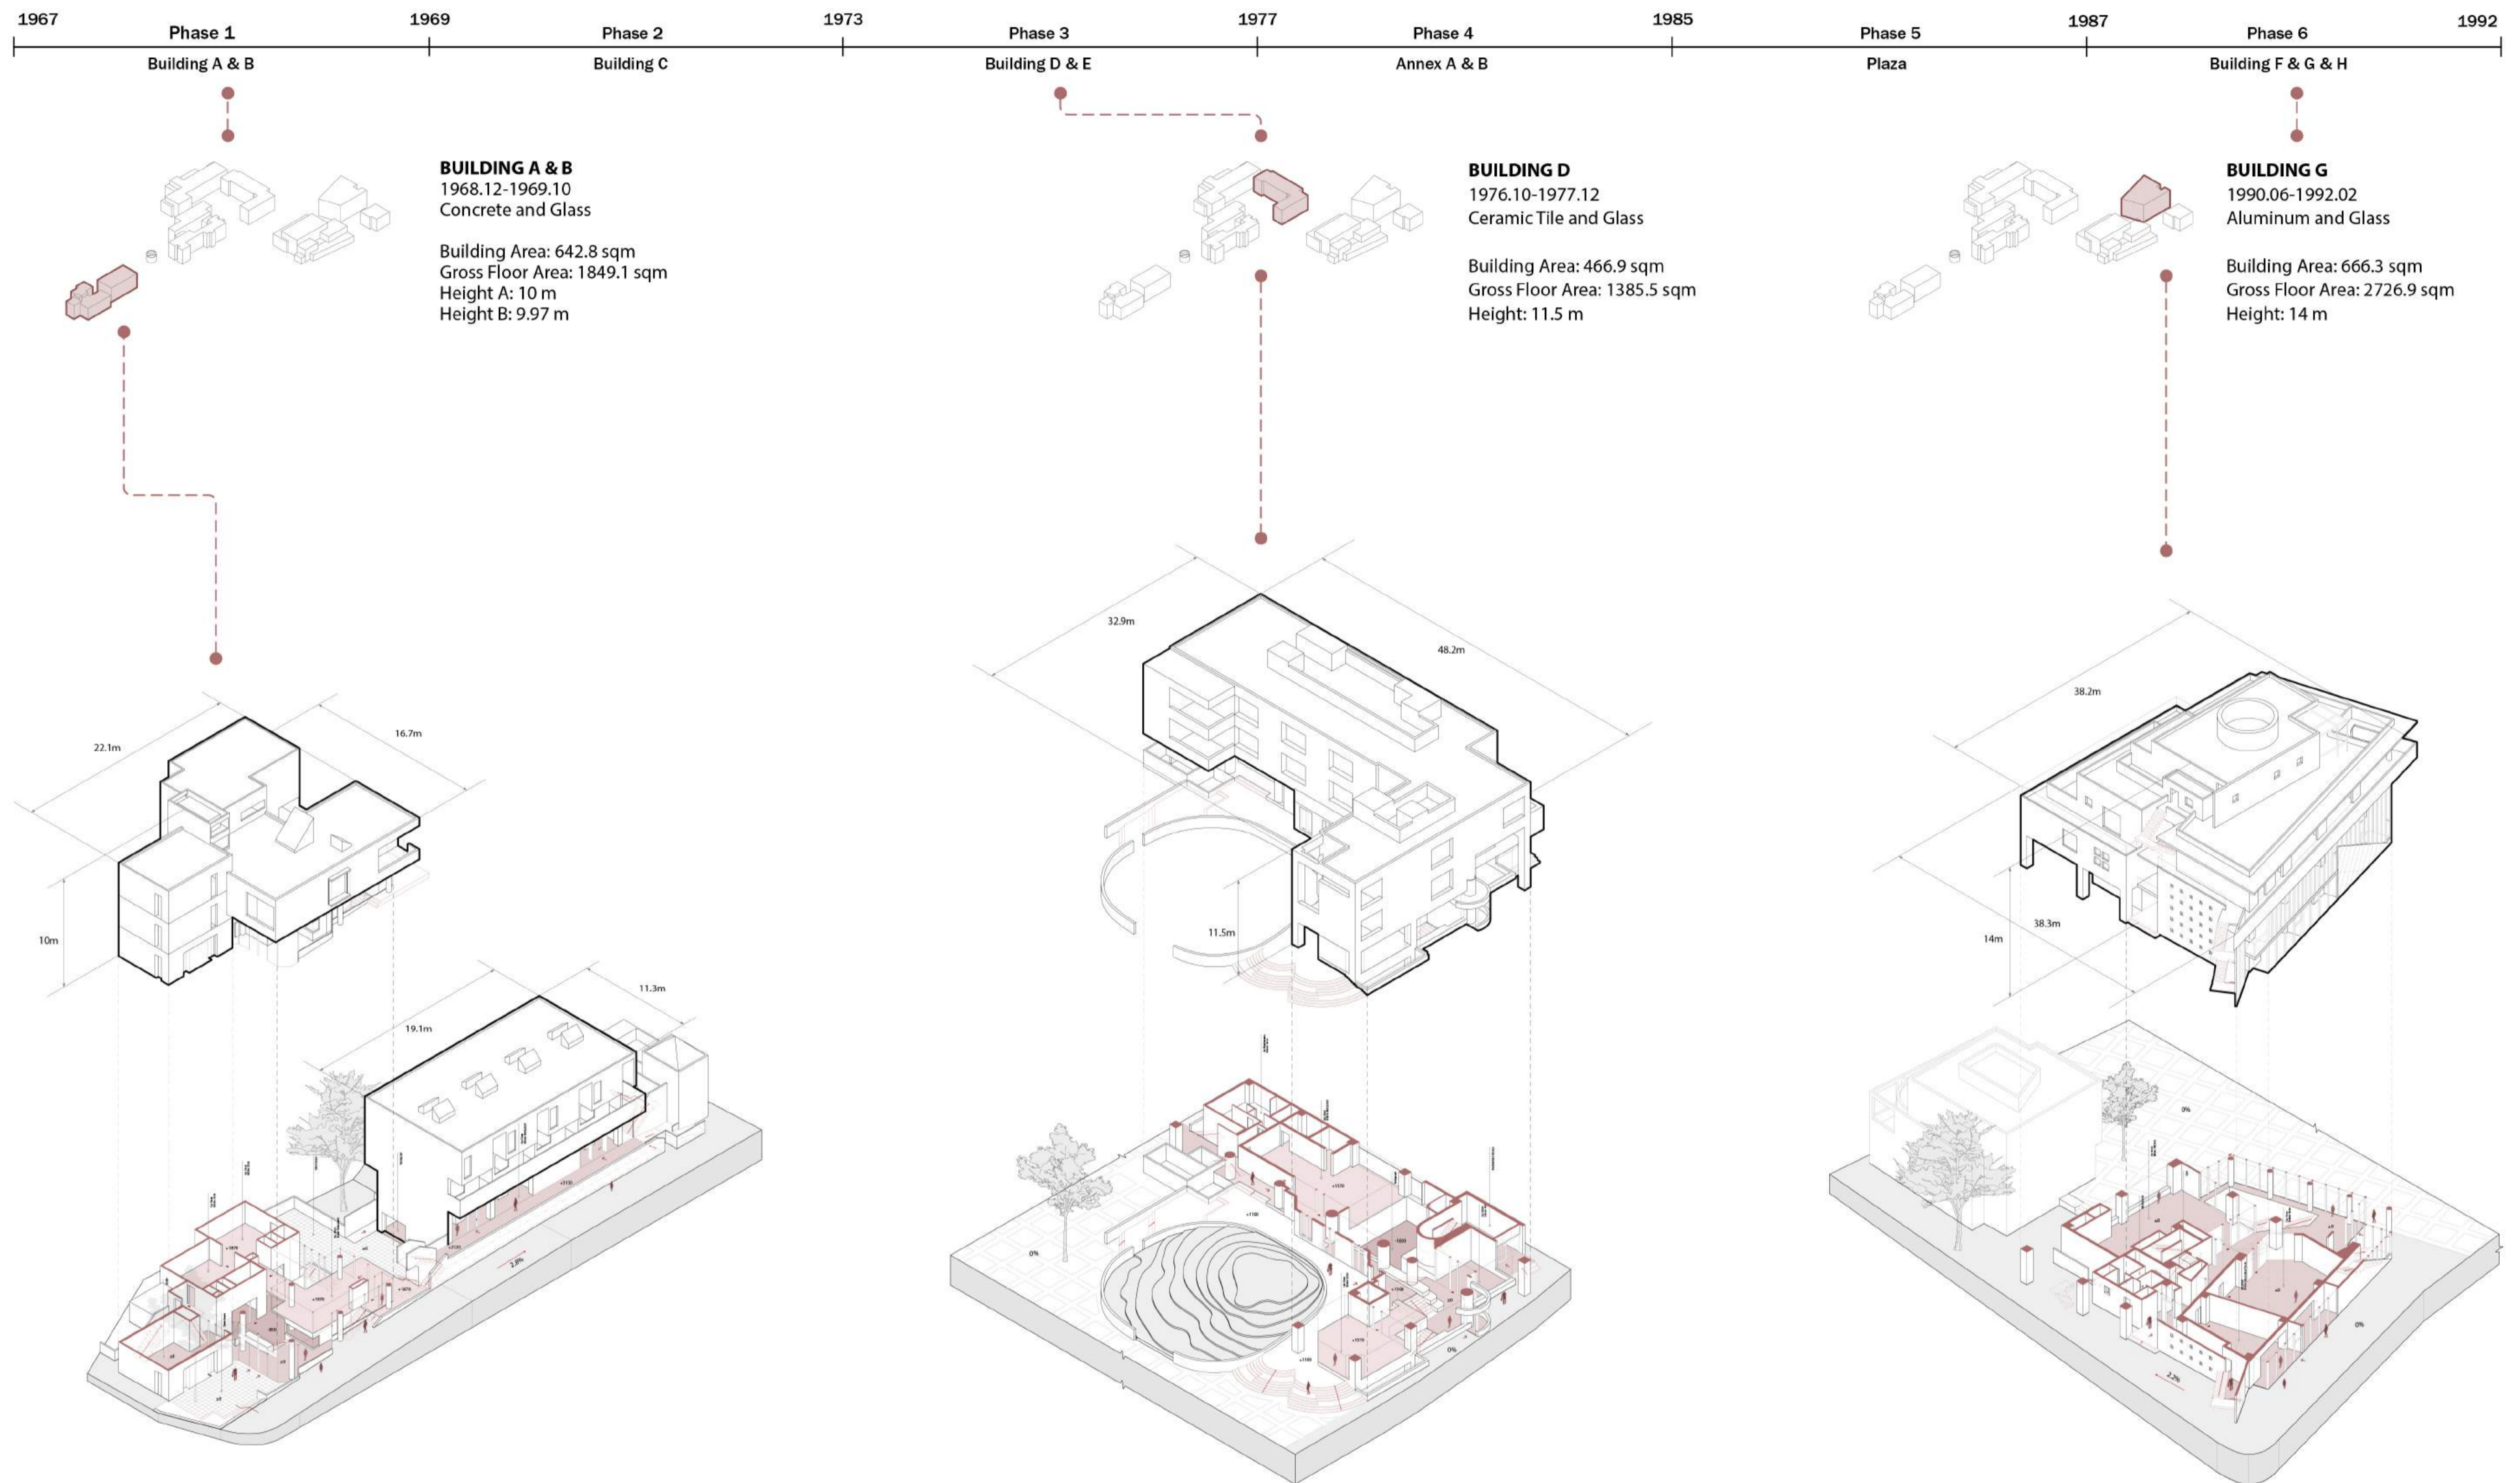 1967
1969
1973
1977
1985
1987
1992
Phase 1
Phase 2
Phase 3
Phase 4
Phase 5
Phase 6
Building A & B
Building C
Building D & E
Annex A & B
Plaza
Building F & G & H
BUILDING A & B
1968.12-1969.10
Concrete and Glass
Building Area: 642.8 sqm
Gross Floor Area: 1849.1 sqm
Height A: 10 m
Height B: 9.97 m
BUILDING D
1976.10-1977.12
Ceramic Tile and Glass
Building Area: 466.9 sqm
Gross Floor Area: 1385.5 sqm
Height: 11.5 m
BUILDING G
1990.06-1992.02
Aluminum and Glass
Building Area: 666.3 sqm
Gross Floor Area: 2726.9 sqm
Height: 14 m
22.1m
16.7m
10m
19.1m
11.3m
2.8%
32.9m
48.2m
11.5m
0%
0%
38.2m
38.3m
14m
0%
0%
2.2%